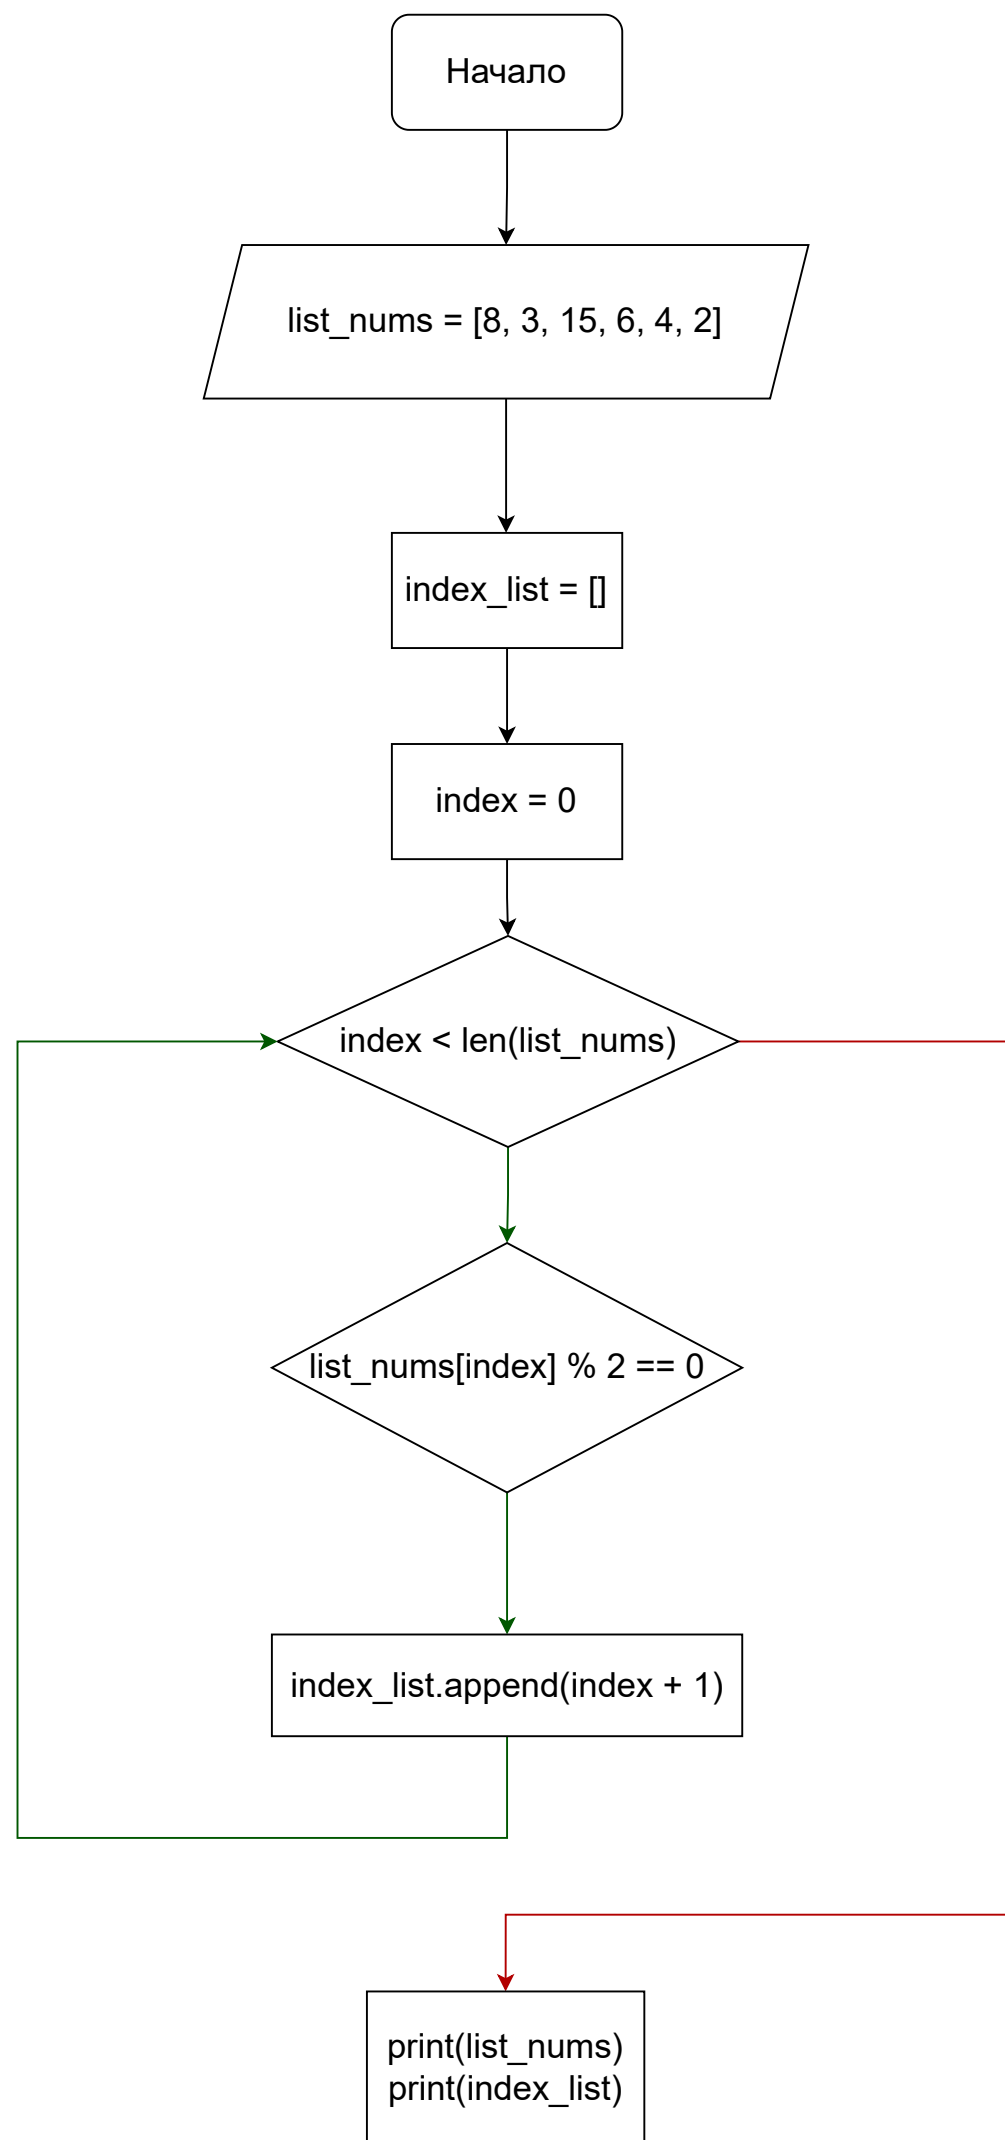 Начало
list_nums = [8, 3, 15, 6, 4, 2]
index_list = []
index = 0
index < len(list_nums)
list_nums[index] % 2 == 0
index_list.append(index + 1)
print(list_nums)
print(index_list)